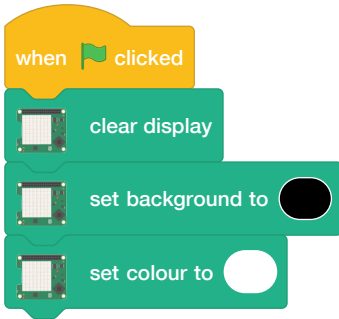 when clicked
clear display
set background to
set colour to